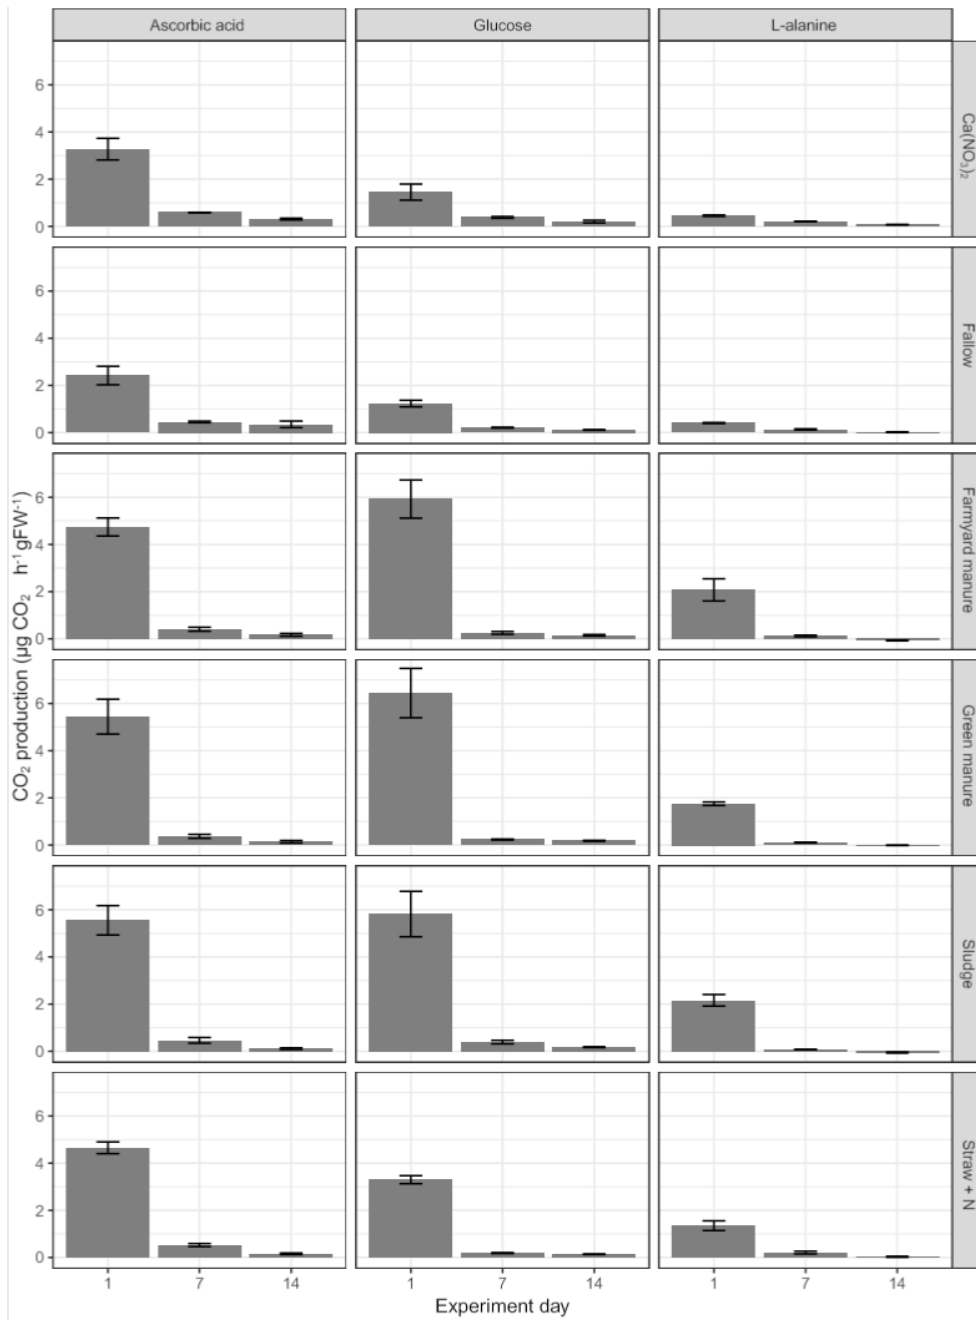 Ascorbic acid
Glucose
L-alanine
CO₂ production (µg CO₂ h⁻¹ gFW⁻¹)
6
4
2
0
Ca(NO₃)₂
6
4
2
0
Fallow
6
4
2
0
Farmyard manure
6
4
2
0
Green manure
6
4
2
0
Sludge
6
4
2
0
Straw + N
1 7 14
1 7 14
1 7 14
Experiment day